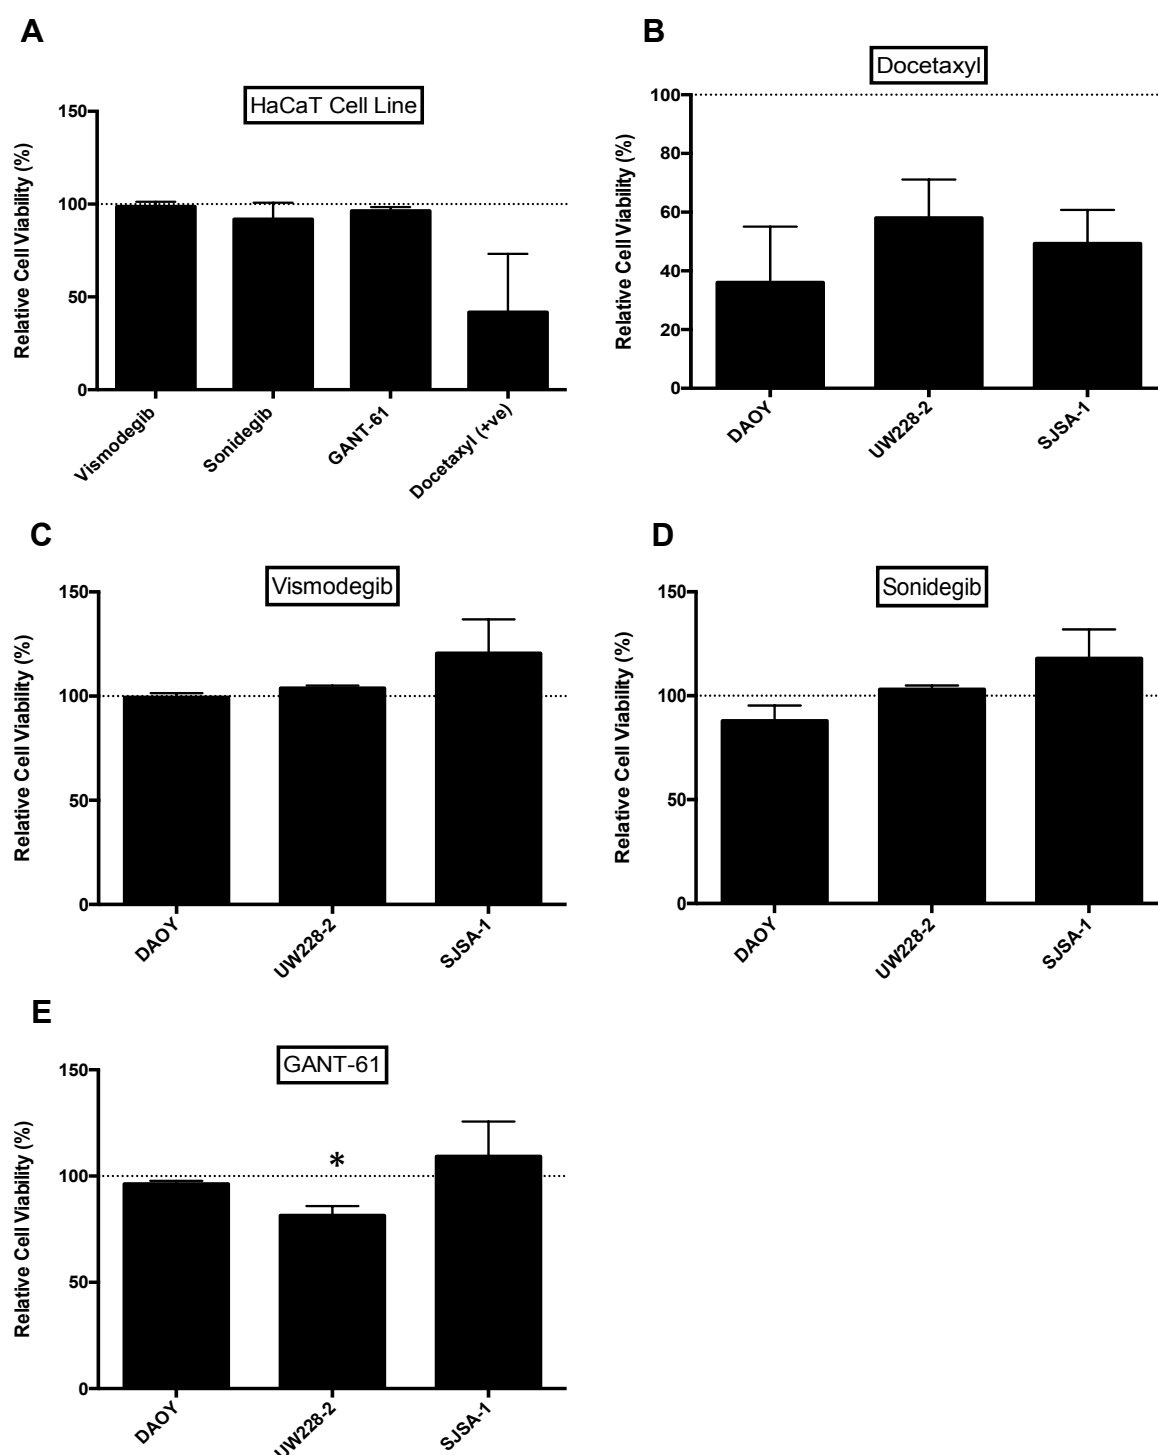 A
HaCaT Cell Line
Relative Cell Viability (%)
150
100
50
0
Vismodegib
Sonidegib
GANT-61
Docetaxyl (+ve)
B
Docetaxyl
Relative Cell Viability (%)
100
80
60
40
20
0
DAOY
UW228-2
SJSA-1
C
Vismodegib
Relative Cell Viability (%)
150
100
50
0
DAOY
UW228-2
SJSA-1
D
Sonidegib
Relative Cell Viability (%)
150
100
50
0
DAOY
UW228-2
SJSA-1
E
GANT-61
Relative Cell Viability (%)
150
100
50
0
*
DAOY
UW228-2
SJSA-1